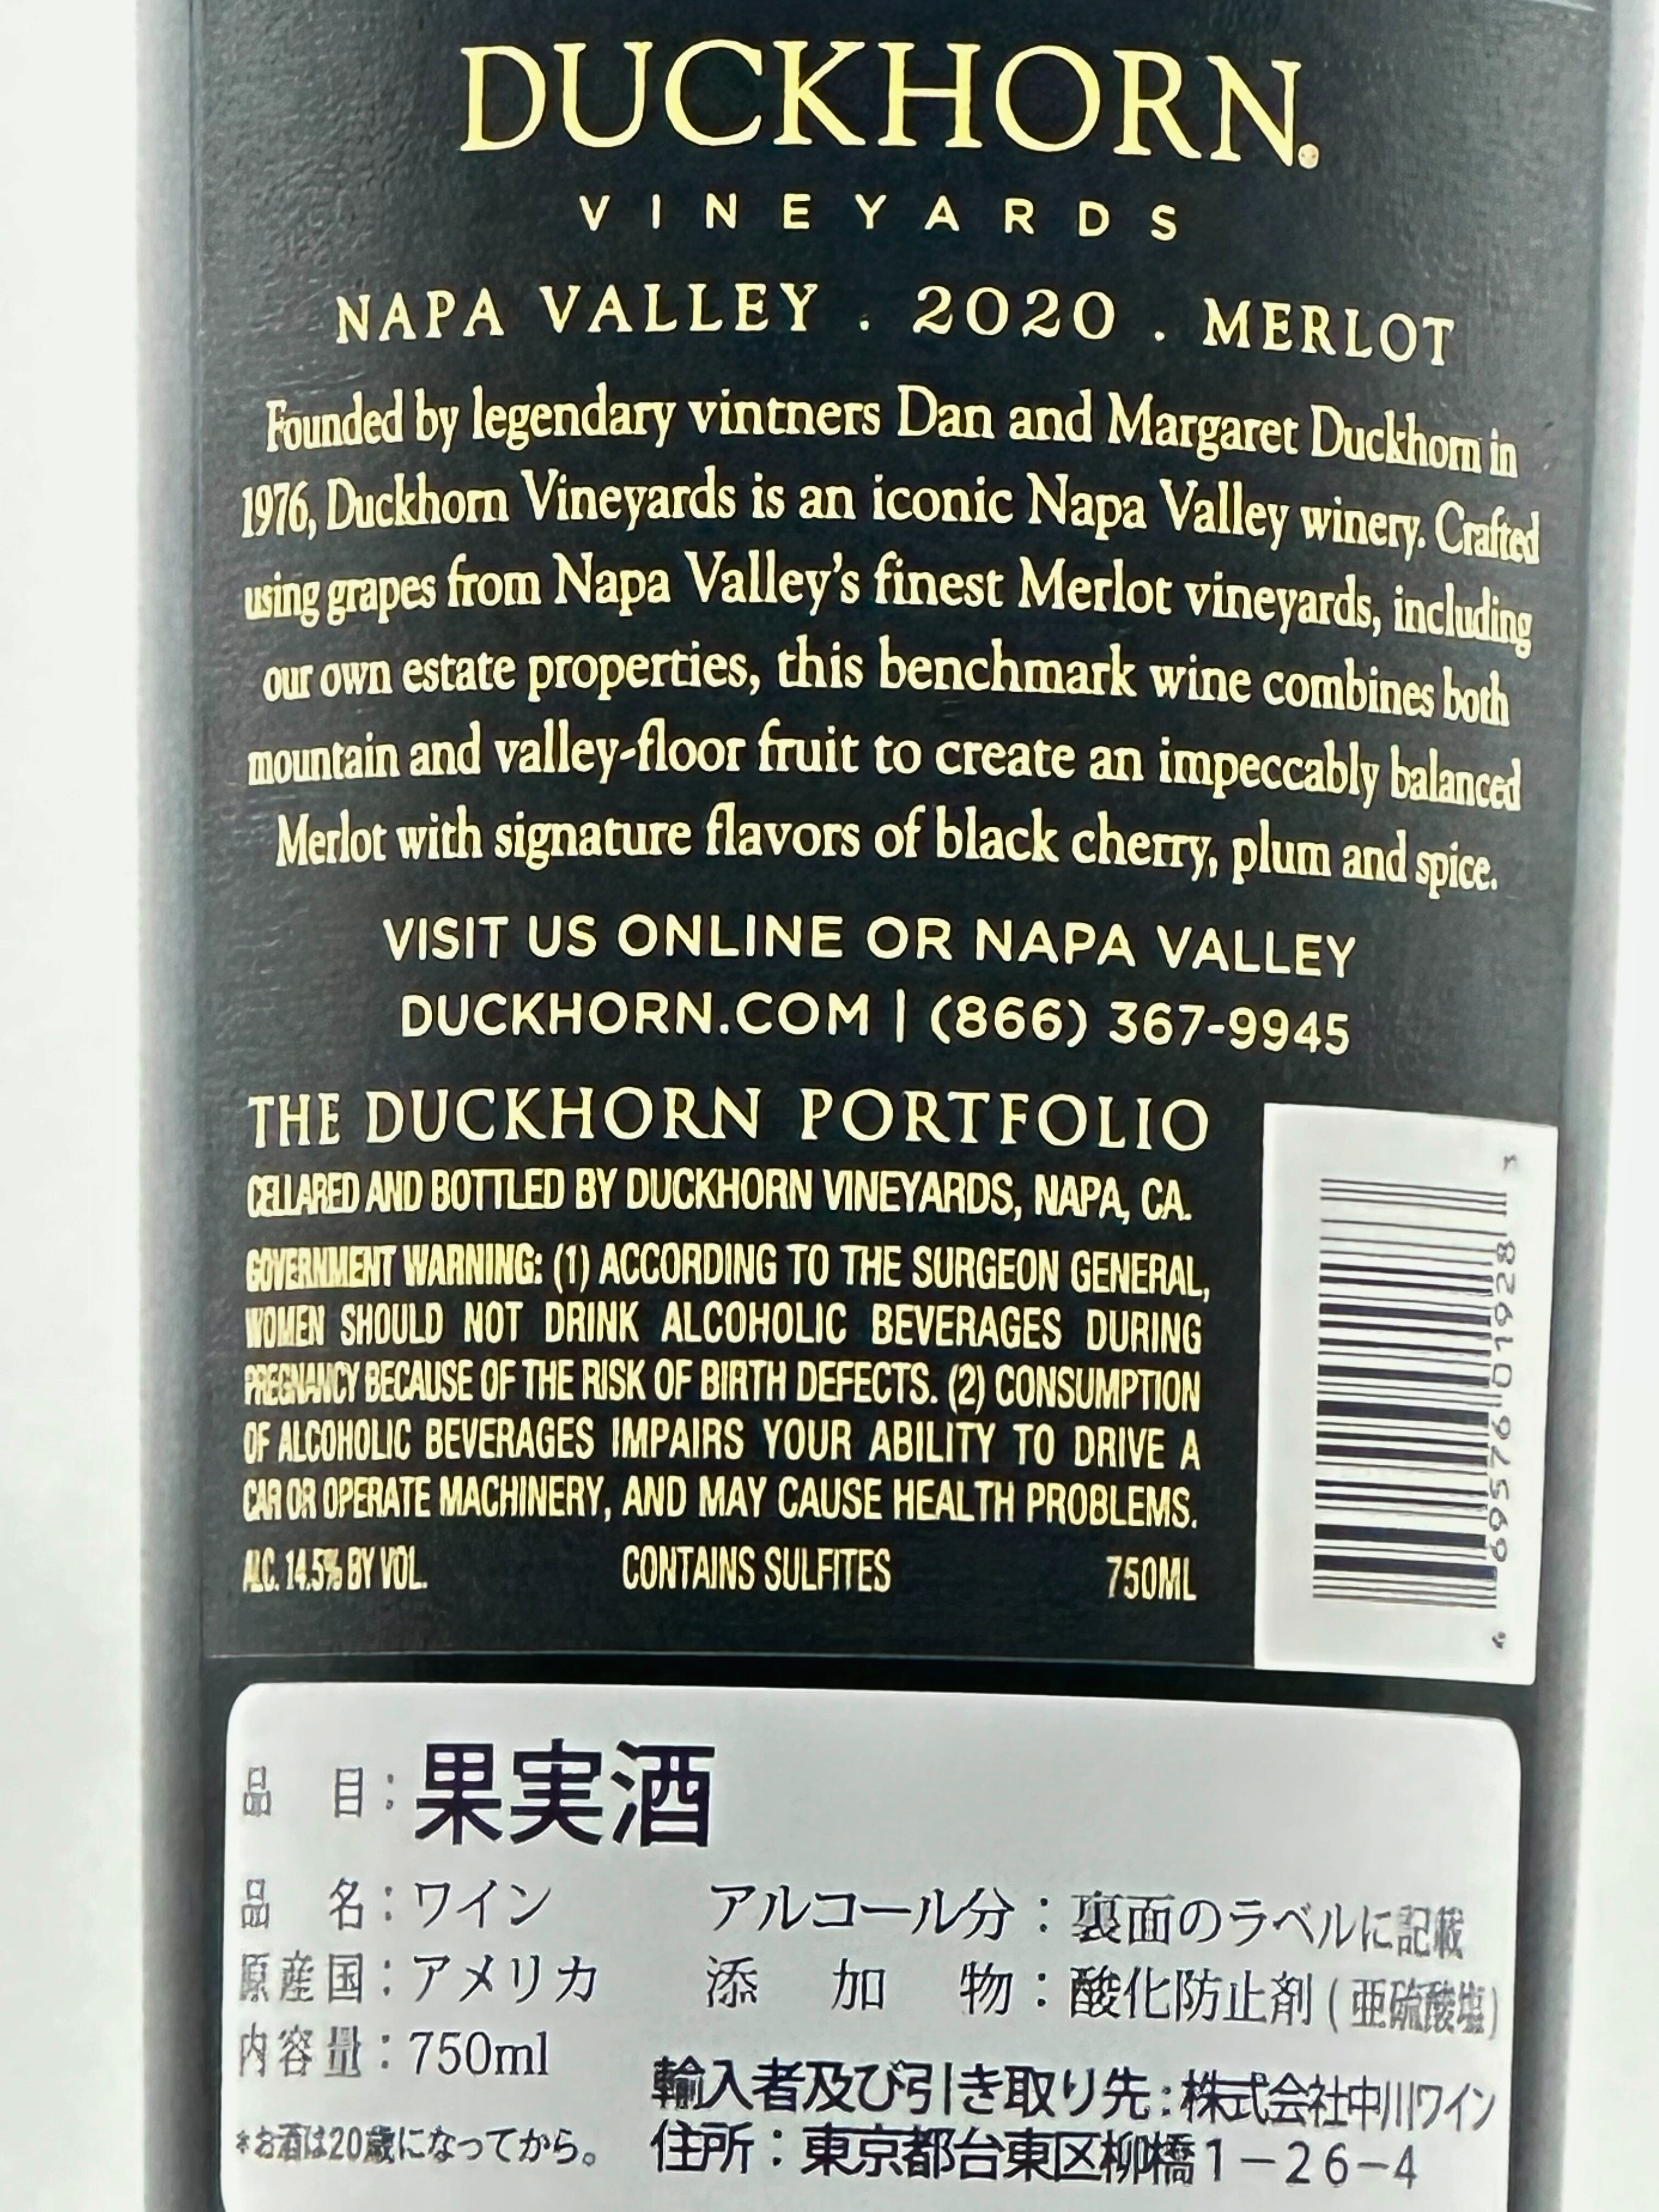 DUCKHORN®
VINEYARDS
NAPA VALLEY . 2020 . MERLOT
Founded by legendary vintners Dan and Margaret Duckhorn in
1976, Duckhorn Vineyards is an iconic Napa Valley winery. Crafted
using grapes from Napa Valley's finest Merlot vineyards, including
our own estate properties, this benchmark wine combines both
mountain and valley-floor fruit to create an impeccably balanced
Merlot with signature flavors of black cherry, plum and spice.
VISIT US ONLINE OR NAPA VALLEY
DUCKHORN.COM | (866) 367-9945
THE DUCKHORN PORTFOLIO
CELLARED AND BOTTLED BY DUCKHORN VINEYARDS, NAPA, CA.
GOVERNMENT WARNING: (1) ACCORDING TO THE SURGEON GENERAL,
WOMEN SHOULD NOT DRINK ALCOHOLIC BEVERAGES DURING
PREGNANCY BECAUSE OF THE RISK OF BIRTH DEFECTS. (2) CONSUMPTION
OF ALCOHOLIC BEVERAGES IMPAIRS YOUR ABILITY TO DRIVE A
CAR OR OPERATE MACHINERY, AND MAY CAUSE HEALTH PROBLEMS.
ALC. 14.5% BY VOL. CONTAINS SULFITES 750ML
69576 01928
品目：果実酒
品名：ワイン アルコール分：裏面のラベルに記載
原産国：アメリカ 添加物：酸化防止剤(亜硫酸塩)
内容量：750ml
輸入者及び引き取り先：株式会社中川ワイン
*お酒は20歳になってから。 住所：東京都台東区柳橋1-26-4